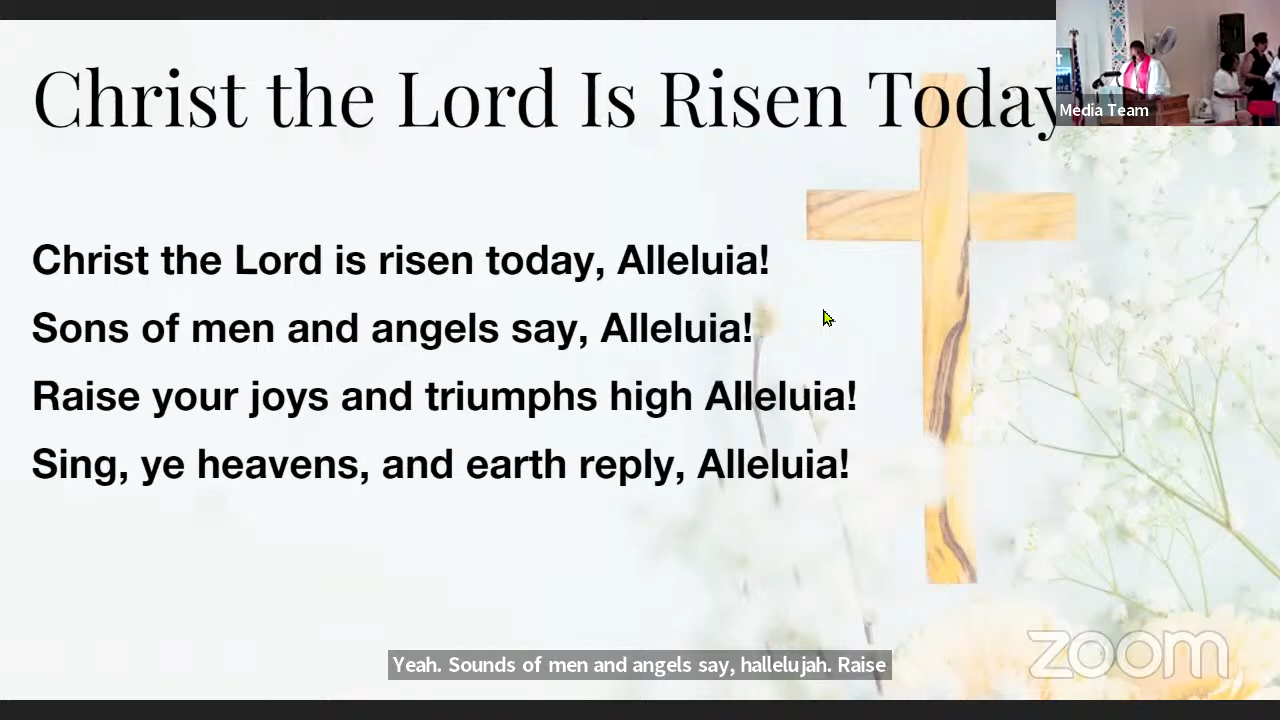 Christ the Lord Is Risen Today
Media Team
Christ the Lord is risen today, Alleluia!
Sons of men and angels say, Alleluia!
Raise your joys and triumphs high Alleluia!
Sing, ye heavens, and earth reply, Alleluia!
zoom
Yeah. Sounds of men and angels say, hallelujah. Raise